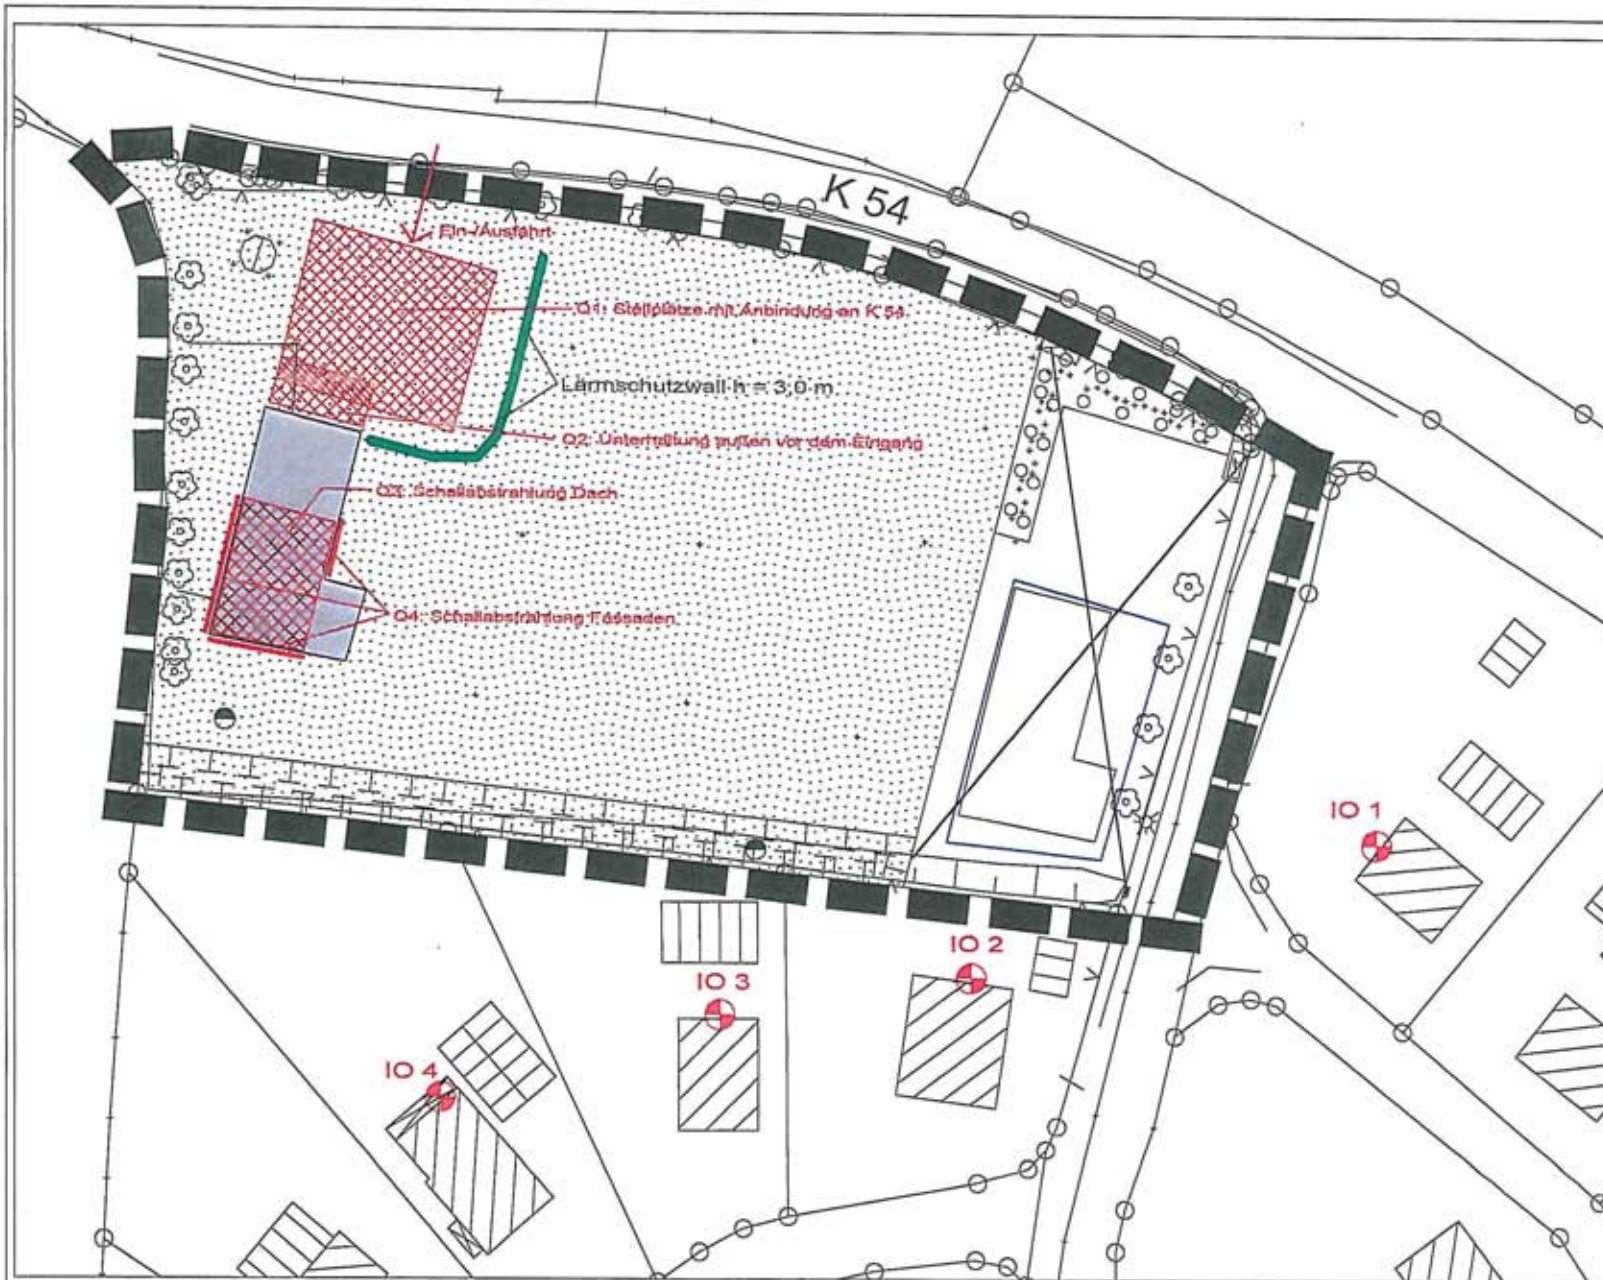 K 54
Ein-/Ausfahrt
Q1: Stellplätze mit Anbindung an K 54
Lärmschutzwall h = 3,0 m
Q2: Unterhaltung außen vor dem Eingang
Q3: Schallabstrahlung Dach
Q4: Schallabstrahlung Fassaden
IO 1
IO 2
IO 3
IO 4